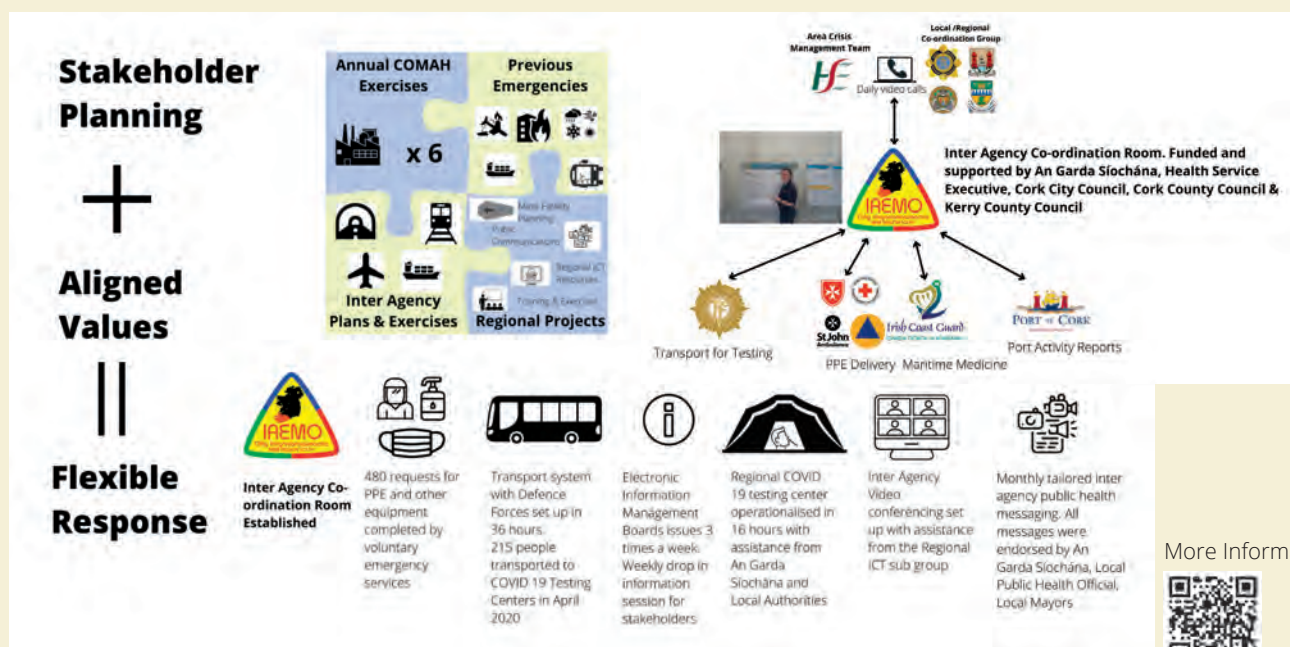 Stakeholder
Planning
+
Aligned
Values
=
Flexible
Response
Annual COMAH
Exercises
x 6
Previous
Emergencies
Inter Agency
Plans & Exercises
Mass Fatality
Planning
Public
Communications
Regional ICT
Resources
Training & Exercises
Regional Projects
Area Crisis
Management Team
Local /Regional
Co-ordination Group
Daily video calls
IAEMO
Inter Agency Co-ordination Room. Funded and
supported by An Garda Síochána, Health Service
Executive, Cork City Council, Cork County Council &
Kerry County Council
Transport for Testing
St John
Ambulance
Irish Coast Guard
PPE Delivery Maritime Medicine
PORT OF CORK
Port Activity Reports
IAEMO
Inter Agency Co-
ordination Room
Established
480 requests for
PPE and other
equipment
completed by
voluntary
emergency
services
Transport system
with Defence
Forces set up in
36 hours.
215 people
transported to
COVID 19 Testing
Centers in April
2020
Electronic
Information
Management
Boards issues 3
times a week.
Weekly drop in
information
session for
stakeholders
Regional COVID
19 testing center
operationalised in
16 hours with
assistance from
An Garda
Síochána and
Local Authorities
Inter Agency
Video
conferencing set
up with assistance
from the Regional
ICT sub group
Monthly tailored inter
agency public health
messaging. All
messages were
endorsed by An
Garda Síochána, Local
Public Health Official,
Local Mayors
More Inform